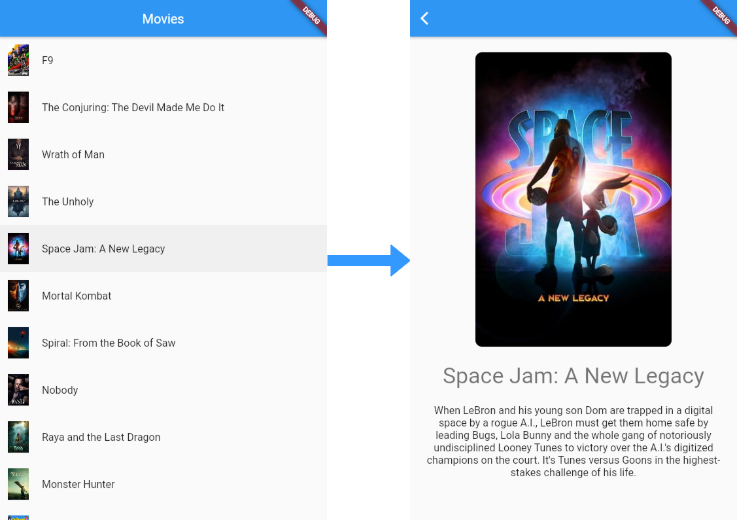 Movies
DEBUG
F9
The Conjuring: The Devil Made Me Do It
Wrath of Man
The Unholy
Space Jam: A New Legacy
Mortal Kombat
Spiral: From the Book of Saw
Nobody
Raya and the Last Dragon
Monster Hunter
DEBUG
SPACE
JAM
A NEW LEGACY
Space Jam: A New Legacy
When LeBron and his young son Dom are trapped in a digital
space by a rogue A.I., LeBron must get them home safe by
leading Bugs, Lola Bunny and the whole gang of notoriously
undisciplined Looney Tunes to victory over the A.I.'s digitized
champions on the court. It's Tunes versus Goons in the highest-
stakes challenge of his life.